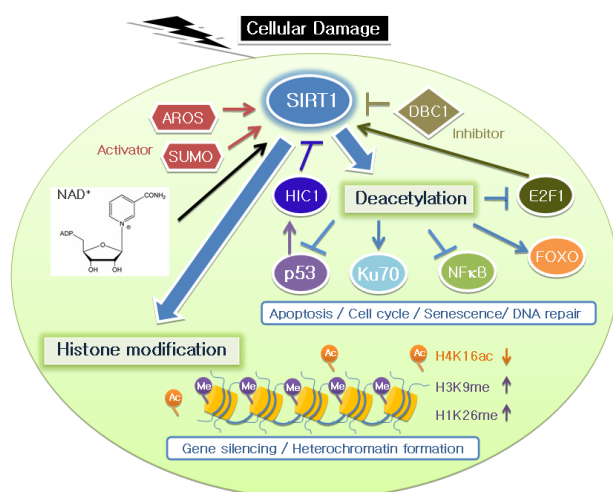 Cellular Damage
SIRT1
AROS
DBC1
Inhibitor
Activator
SUMO
NAD⁺
CONH₂
N
⊕
ADP
O
OH
OH
HIC1
Deacetylation
E2F1
p53
Ku70
NFκB
FOXO
Apoptosis / Cell cycle / Senescence/ DNA repair
Histone modification
Ac
Ac
H4K16ac
Me
Me
Me
Me
Me
H3K9me
Ac
H1K26me
Gene silencing / Heterochromatin formation